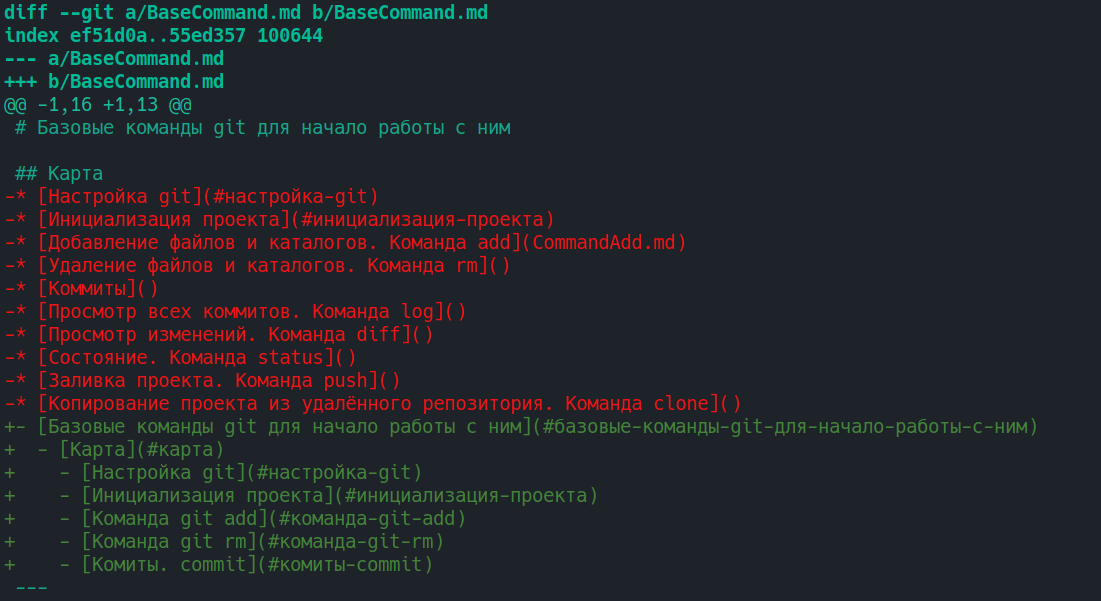 diff --git a/BaseCommand.md b/BaseCommand.md
index ef51d0a..55ed357 100644
--- a/BaseCommand.md
+++ b/BaseCommand.md
@@ -1,16 +1,13 @@
 # Базовые команды git для начало работы с ним

 ## Карта
-* [Настройка git](#настройка-git)
-* [Инициализация проекта](#инициализация-проекта)
-* [Добавление файлов и каталогов. Команда add](CommandAdd.md)
-* [Удаление файлов и каталогов. Команда rm]()
-* [Коммиты]()
-* [Просмотр всех коммитов. Команда log]()
-* [Просмотр изменений. Команда diff]()
-* [Состояние. Команда status]()
-* [Заливка проекта. Команда push]()
-* [Копирование проекта из удалённого репозитория. Команда clone]()
+- [Базовые команды git для начало работы с ним](#базовые-команды-git-для-начало-работы-с-ним)
+  - [Карта](#карта)
+    - [Настройка git](#настройка-git)
+    - [Инициализация проекта](#инициализация-проекта)
+    - [Команда git add](#команда-git-add)
+    - [Команда git rm](#команда-git-rm)
+    - [Комиты. commit](#комиты-commit)
 ---